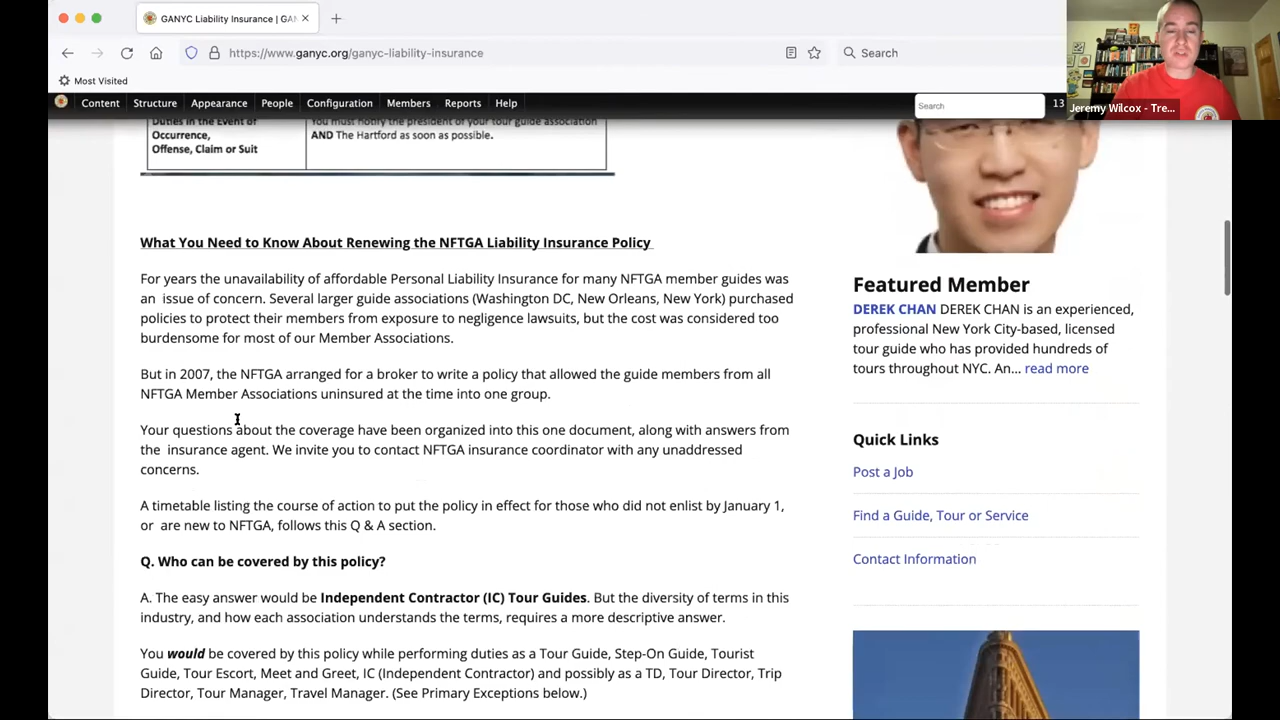 GANYC Liability Insurance | GAN
https://www.ganyc.org/ganyc-liability-insurance
Search
Most Visited
Content Structure Appearance People Configuration Members Reports Help
Search
13
Jeremy Wilcox - Tre...
Duties in the Event of
Occurrence,
Offense, Claim or Suit
You must notify the president of your tour guide association
AND The Hartford as soon as possible.
What You Need to Know About Renewing the NFTGA Liability Insurance Policy
For years the unavailability of affordable Personal Liability Insurance for many NFTGA member guides was
an issue of concern. Several larger guide associations (Washington DC, New Orleans, New York) purchased
policies to protect their members from exposure to negligence lawsuits, but the cost was considered too
burdensome for most of our Member Associations.
But in 2007, the NFTGA arranged for a broker to write a policy that allowed the guide members from all
NFTGA Member Associations uninsured at the time into one group.
Your questions about the coverage have been organized into this one document, along with answers from
the insurance agent. We invite you to contact NFTGA insurance coordinator with any unaddressed
concerns.
A timetable listing the course of action to put the policy in effect for those who did not enlist by January 1,
or are new to NFTGA, follows this Q & A section.
Q. Who can be covered by this policy?
A. The easy answer would be Independent Contractor (IC) Tour Guides. But the diversity of terms in this
industry, and how each association understands the terms, requires a more descriptive answer.
You would be covered by this policy while performing duties as a Tour Guide, Step-On Guide, Tourist
Guide, Tour Escort, Meet and Greet, IC (Independent Contractor) and possibly as a TD, Tour Director, Trip
Director, Tour Manager, Travel Manager. (See Primary Exceptions below.)
Featured Member
DEREK CHAN DEREK CHAN is an experienced,
professional New York City-based, licensed
tour guide who has provided hundreds of
tours throughout NYC. An... read more
Quick Links
Post a Job
Find a Guide, Tour or Service
Contact Information